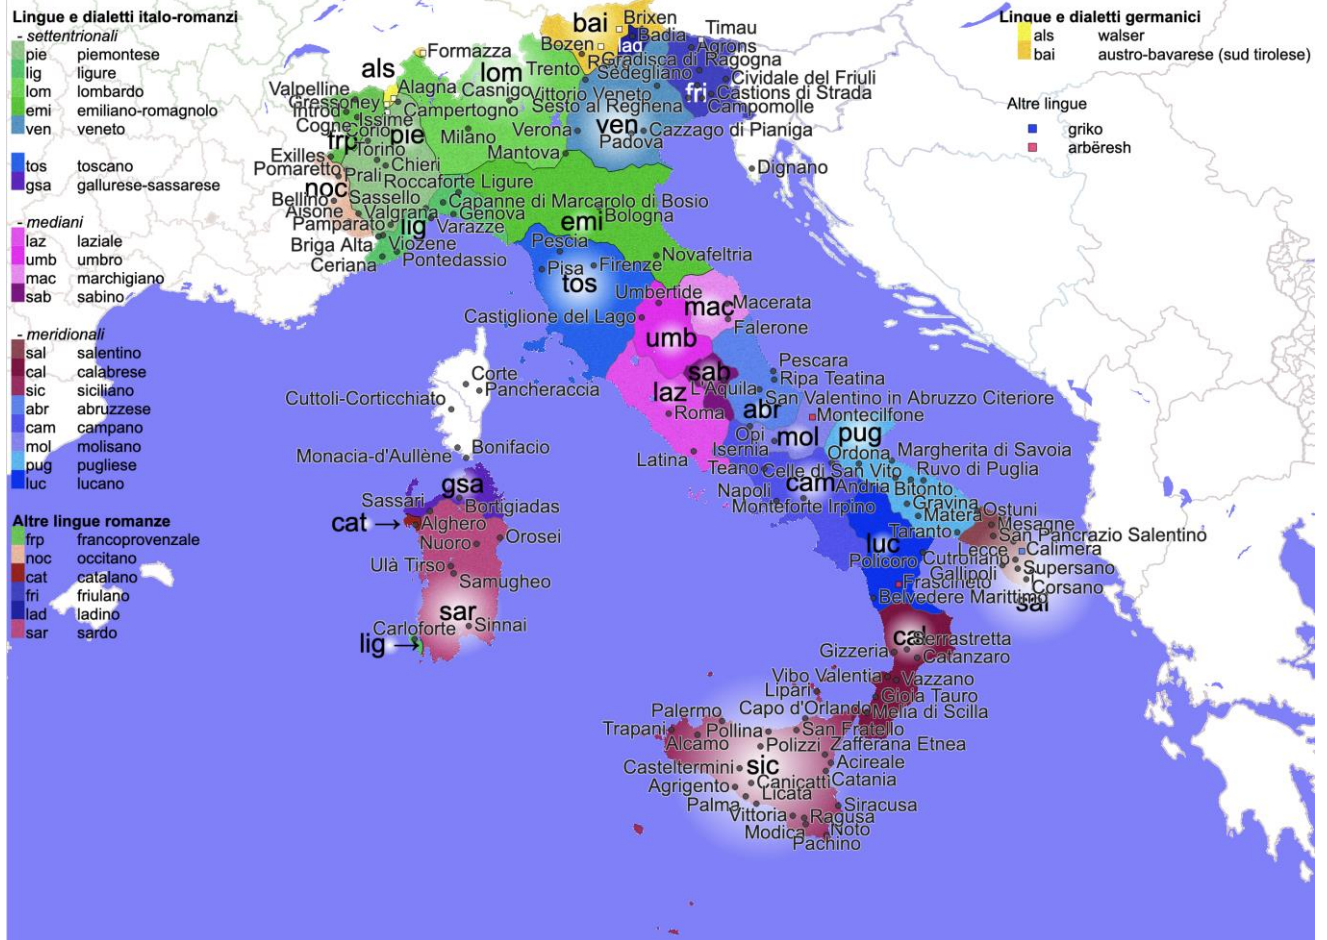 Lingue e dialetti italo-romanzi
- settentrionali
pie piemontese
lig ligure
lom lombardo
emi emiliano-romagnolo
ven veneto
tos toscano
gsa gallurese-sassarese
- mediani
laz laziale
umb umbro
mac marchigiano
sab sabino
- meridionali
sal salentino
cal calabrese
sic siciliano
abr abruzzese
cam campano
mol molisano
pug pugliese
luc lucano
Altre lingue romanze
frp francoprovenzale
noc occitano
cat catalano
fri friulano
lad ladino
sar sardo
Lingue e dialetti germanici
als walser
bai austro-bavarese (sud tirolese)
Altre lingue
griko
arbëresh
bai
Brixen
Timau
Badia
lad
Agrons
Bozen
Gradisca di Ragogna
Formazza
Trento
Sedegliano
Cividale del Friuli
als
lom
fri
Castions di Strada
Valpelline
Alagna
Casnigo
Vittorio Veneto
Gressoney
Campertogno
Sesto al Reghena
Campomolle
Introd
Issime
Cogne
Corio
pie
Milano
Verona
ven
Cazzago di Pianiga
frp
Torino
Padova
Exilles
Chieri
Mantova
Pomaretto
Prali
Dignano
noc
Roccaforte Ligure
Bellino
Sassello
Capanne di Marcarolo di Bosio
Aisone
Valgrana
Genova
emi
Bologna
Pamparato
lig
Varazze
Briga Alta
Viozene
Pescia
Ceriana
Pontedassio
Novafeltria
Pisa
Firenze
tos
Umbertide
mac
Macerata
Castiglione del Lago
Falerone
umb
Pescara
Corte
sab
Ripa Teatina
Pancheraccia
laz
L'Aquila
San Valentino in Abruzzo Citeriore
Cuttoli-Corticchiato
Roma
abr
Montecilfone
Opi
mol
pug
Bonifacio
Isernia
Ordona
Margherita di Savoia
Monacia-d'Aullène
Latina
Teano
Celle di San Vito
Ruvo di Puglia
gsa
cam
Andria
Bitonto
Sassari
Bortigiadas
Napoli
Monteforte Irpino
Gravina
Ostuni
cat
Alghero
Matera
Mesagne
Nuoro
Orosei
Taranto
San Pancrazio Salentino
luc
Lecce
Calimera
Ulà Tirso
Policoro
Cutrofiano
Supersano
Samugheo
Frascineto
Gallipoli
Corsano
Belvedere Marittimo
sal
sar
Carloforte
Sinnai
cal
Serrastretta
lig
Gizzeria
Catanzaro
Vibo Valentia
Vazzano
Lipari
Gioia Tauro
Palermo
Capo d'Orlando
Melia di Scilla
Trapani
Pollina
San Fratello
Alcamo
Polizzi
Zafferana Etnea
Casteltermini
sic
Acireale
Agrigento
Canicatti
Catania
Palma
Licata
Siracusa
Vittoria
Ragusa
Modica
Noto
Pachino